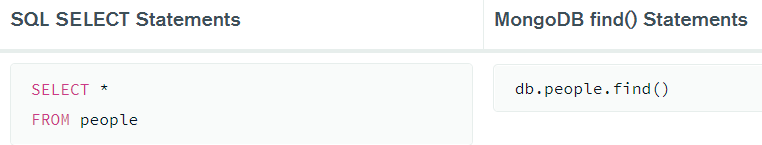 SQL SELECT Statements
MongoDB find() Statements
SELECT *
FROM people
db.people.find()